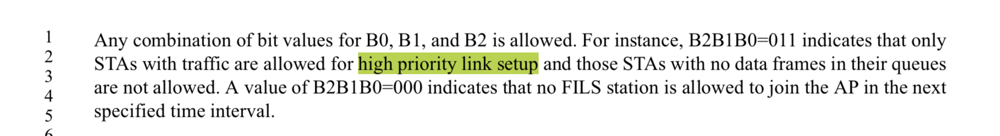 1 Any combination of bit values for B0, B1, and B2 is allowed. For instance, B2B1B0=011 indicates that only
2 STAs with traffic are allowed for high priority link setup and those STAs with no data frames in their queues
3 are not allowed. A value of B2B1B0=000 indicates that no FILS station is allowed to join the AP in the next
4 specified time interval.
5
6